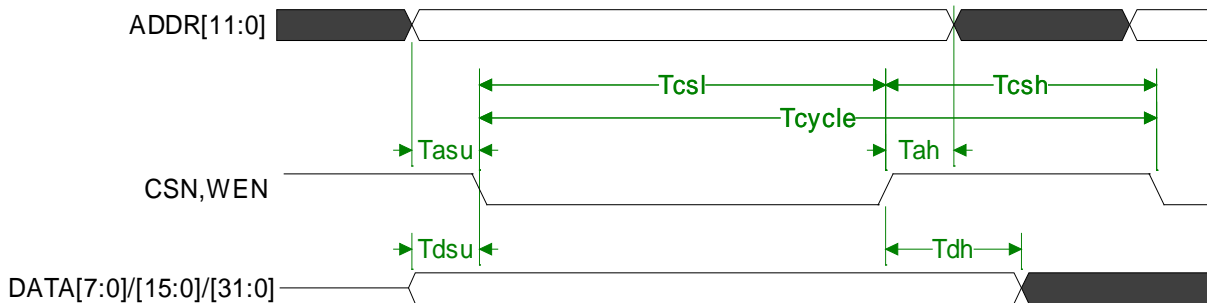 ADDR[11:0]
Tcsl
Tcsh
Tcycle
Tasu
Tah
CSN,WEN
Tdsu
Tdh
DATA[7:0]/[15:0]/[31:0]